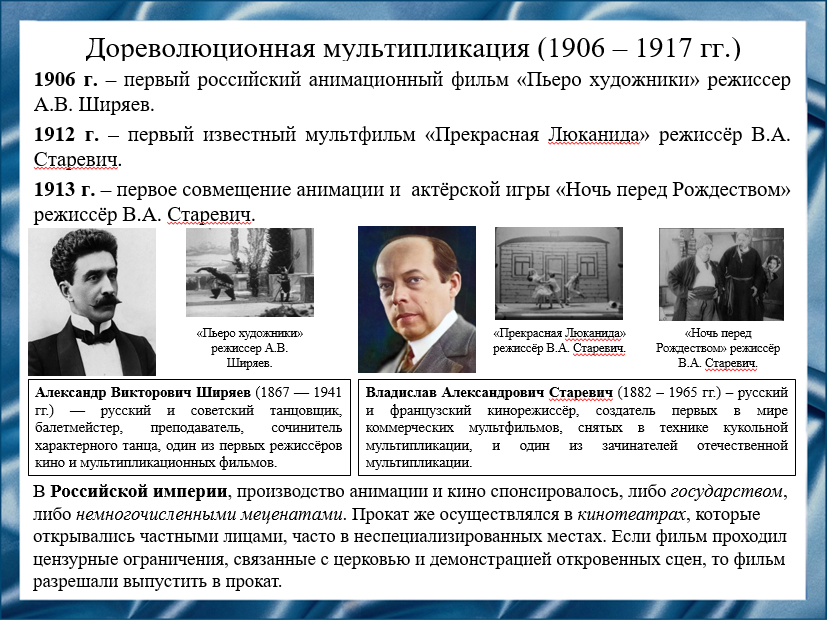 Дореволюционная мультипликация (1906 – 1917 гг.)
1906 г. – первый российский анимационный фильм «Пьеро художники» режиссер
А.В. Ширяев.
1912 г. – первый известный мультфильм «Прекрасная Люканида» режиссёр В.А.
Старевич.
1913 г. – первое совмещение анимации и актёрской игры «Ночь перед Рождеством»
режиссёр В.А. Старевич.
«Пьеро художники»
режиссер А.В.
Ширяев.
«Прекрасная Люканида»
режиссёр В.А. Старевич.
«Ночь перед
Рождеством» режиссёр
В.А. Старевич.
Александр Викторович Ширяев (1867 — 1941
гг.) — русский и советский танцовщик,
балетмейстер, преподаватель, сочинитель
характерного танца, один из первых режиссёров
кино и мультипликационных фильмов.
Владислав Александрович Старевич (1882 – 1965 гг.) – русский
и французский кинорежиссёр, создатель первых в мире
коммерческих мультфильмов, снятых в технике кукольной
мультипликации, и один из зачинателей отечественной
мультипликации.
В Российской империи, производство анимации и кино спонсировалось, либо государством,
либо немногочисленными меценатами. Прокат же осуществлялся в кинотеатрах, которые
открывались частными лицами, часто в неспециализированных местах. Если фильм проходил
цензурные ограничения, связанные с церковью и демонстрацией откровенных сцен, то фильм
разрешали выпустить в прокат.